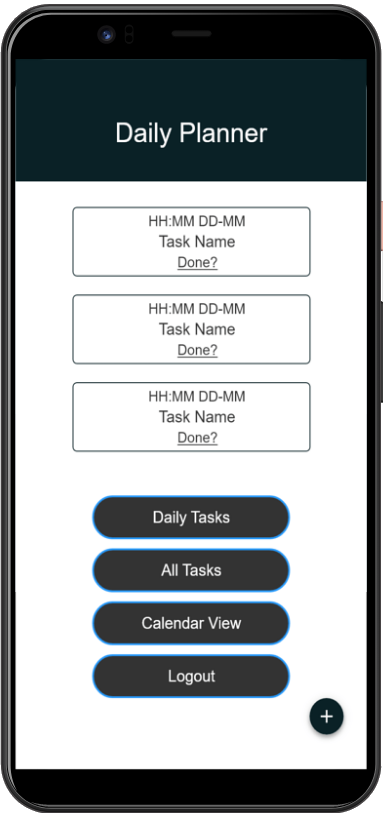 Daily Planner
HH:MM DD-MM
Task Name
Done?
HH:MM DD-MM
Task Name
Done?
HH:MM DD-MM
Task Name
Done?
Daily Tasks
All Tasks
Calendar View
Logout
+